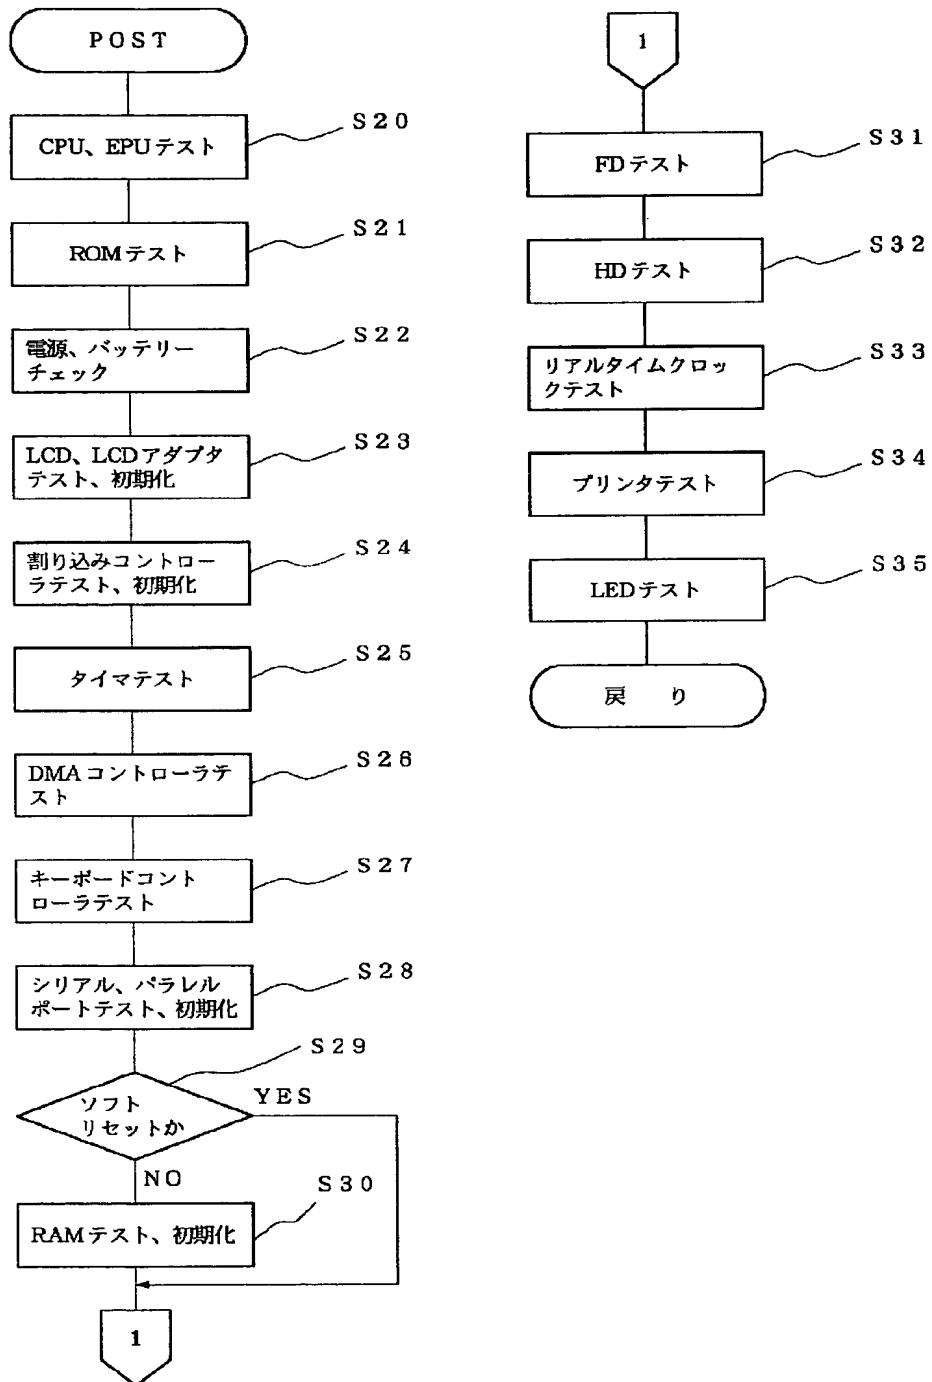 POST
CPU、EPUテスト
S20
ROMテスト
S21
電源、バッテリー
チェック
S22
LCD、LCDアダプタ
テスト、初期化
S23
割り込みコントロー
ラテスト、初期化
S24
タイマテスト
S25
DMAコントローラテ
スト
S26
キーボードコント
ローラテスト
S27
シリアル、パラレル
ポートテスト、初期化
S28
ソフト
リセットか
S29
YES
NO
RAMテスト、初期化
S30
1
1
FDテスト
S31
HDテスト
S32
リアルタイムクロッ
クテスト
S33
プリンタテスト
S34
LEDテスト
S35
戻 り